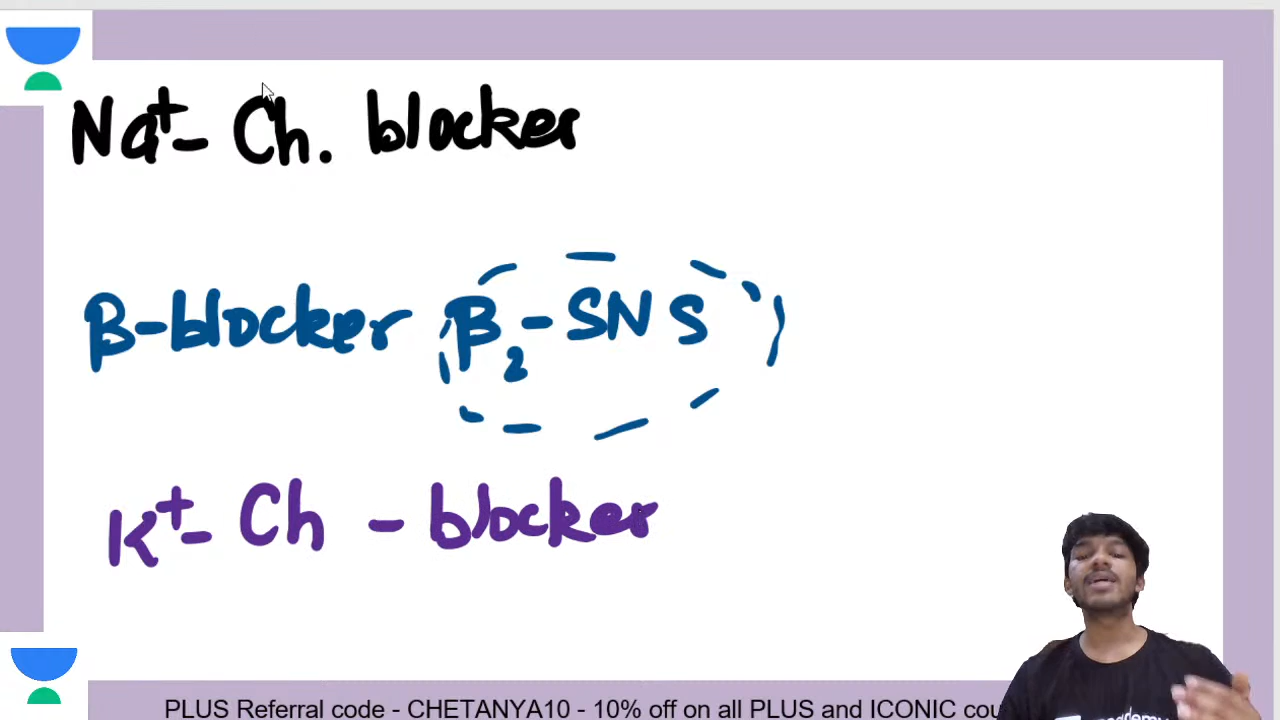 Na+- Ch. blocker
β-blocker β2-SNS
K+- Ch - blocker
PLUS Referral code - CHETANYA10 - 10% off on all PLUS and ICONIC cou